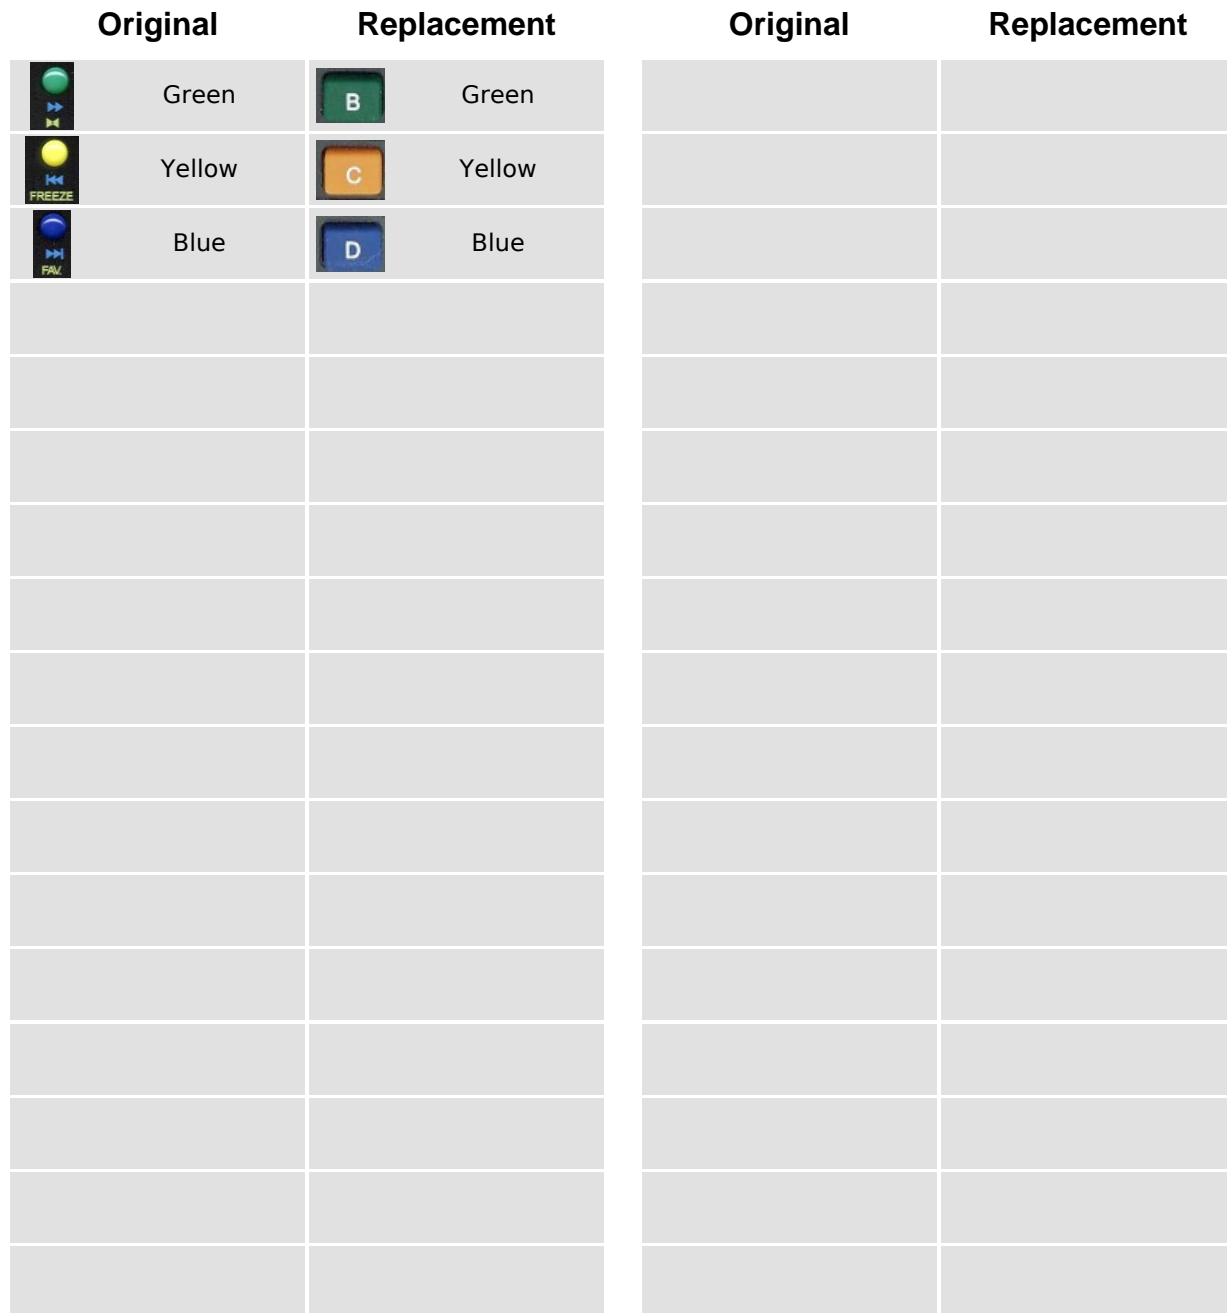 Original Replacement Original Replacement
Green B Green
Yellow C Yellow
FREEZE
Blue D Blue
FAV.